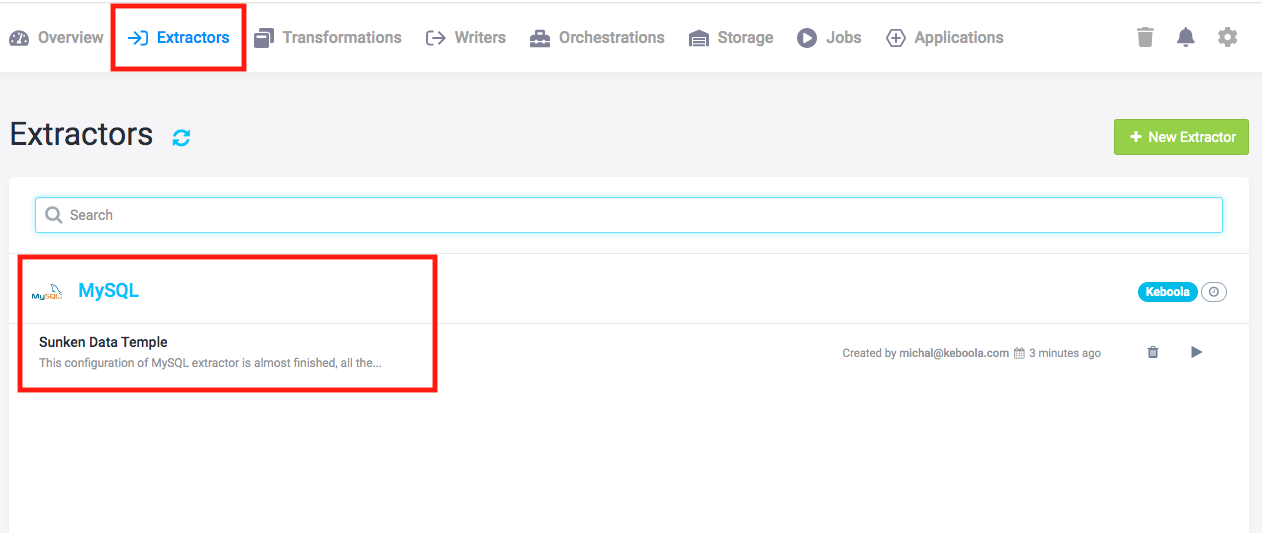 Overview Extractors Transformations Writers Orchestrations Storage Jobs Applications
Extractors
+ New Extractor
Search
MySQL MySQL
Keboola
Sunken Data Temple
This configuration of MySQL extractor is almost finished, all the...
Created by michal@keboola.com 3 minutes ago